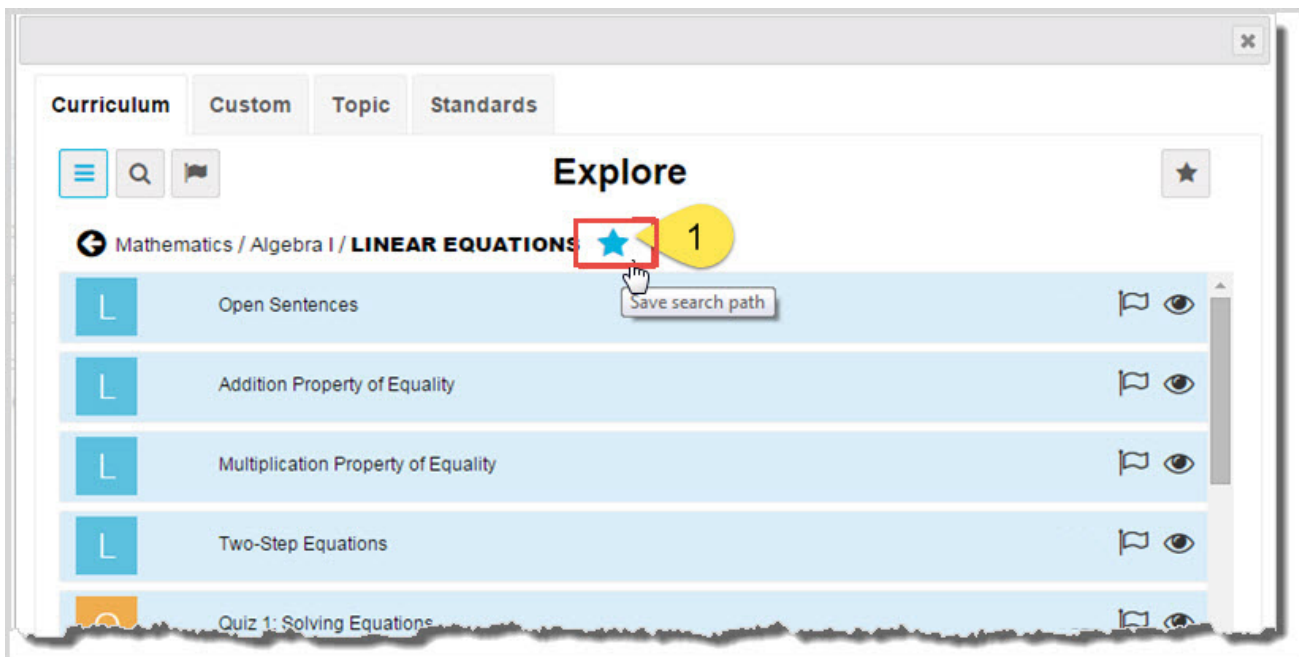 Curriculum Custom Topic Standards
Explore
Mathematics / Algebra I / LINEAR EQUATIONS
1
Save search path
L Open Sentences
L Addition Property of Equality
L Multiplication Property of Equality
L Two-Step Equations
Q Quiz 1: Solving Equations